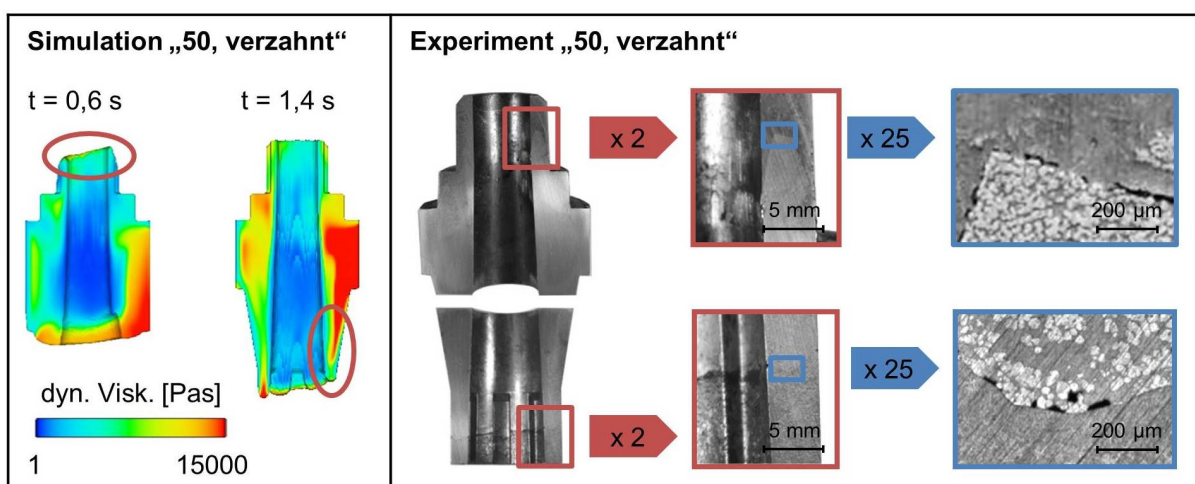 Simulation „50, verzahnt“
t = 0,6 s
t = 1,4 s
dyn. Visk. [Pas]
1
15000
Experiment „50, verzahnt“
x 2
5 mm
x 25
200 µm
x 2
5 mm
x 25
200 µm